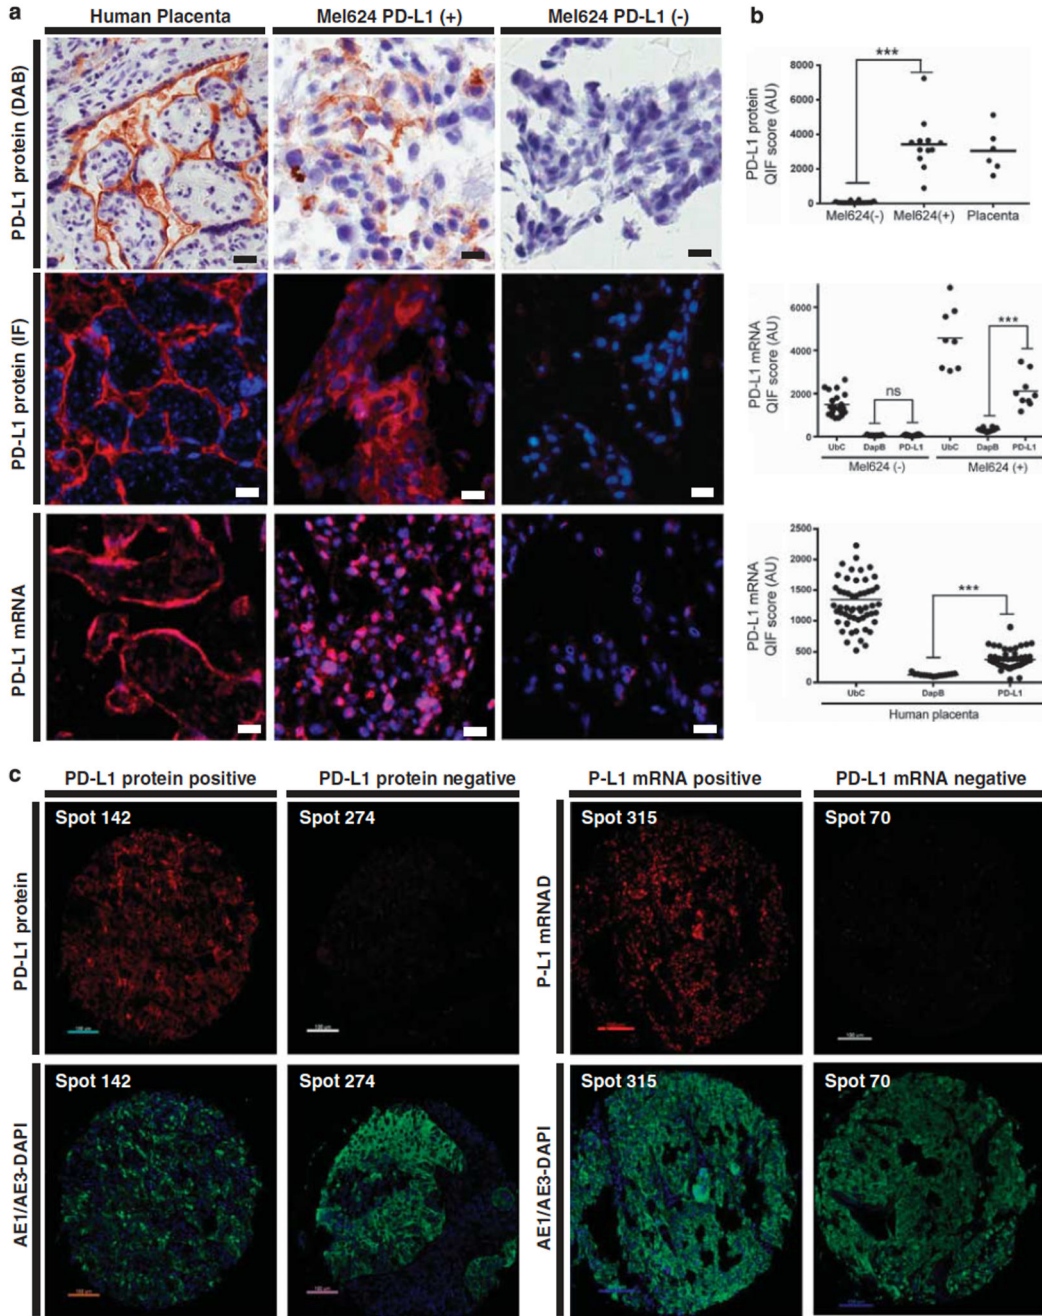 a
Human Placenta
Mel624 PD-L1 (+)
Mel624 PD-L1 (-)
PD-L1 protein (DAB)
PD-L1 protein (IF)
PD-L1 mRNA
b
PD-L1 protein
QIF score (AU)
8000
6000
4000
2000
0
***
Mel624(-)
Mel624(+)
Placenta
PD-L1 mRNA
QIF score (AU)
6000
4000
2000
0
ns
***
UbC
DapB
PD-L1
UbC
DapB
PD-L1
Mel624 (-)
Mel624 (+)
PD-L1 mRNA
QIF score (AU)
2500
2000
1500
1000
500
0
***
UbC
DapB
PD-L1
Human placenta
c
PD-L1 protein positive
PD-L1 protein negative
P-L1 mRNA positive
PD-L1 mRNA negative
PD-L1 protein
Spot 142
Spot 274
P-L1 mRNAD
Spot 315
Spot 70
100 µm
100 µm
AE1/AE3-DAPI
Spot 142
Spot 274
AE1/AE3-DAPI
Spot 315
Spot 70